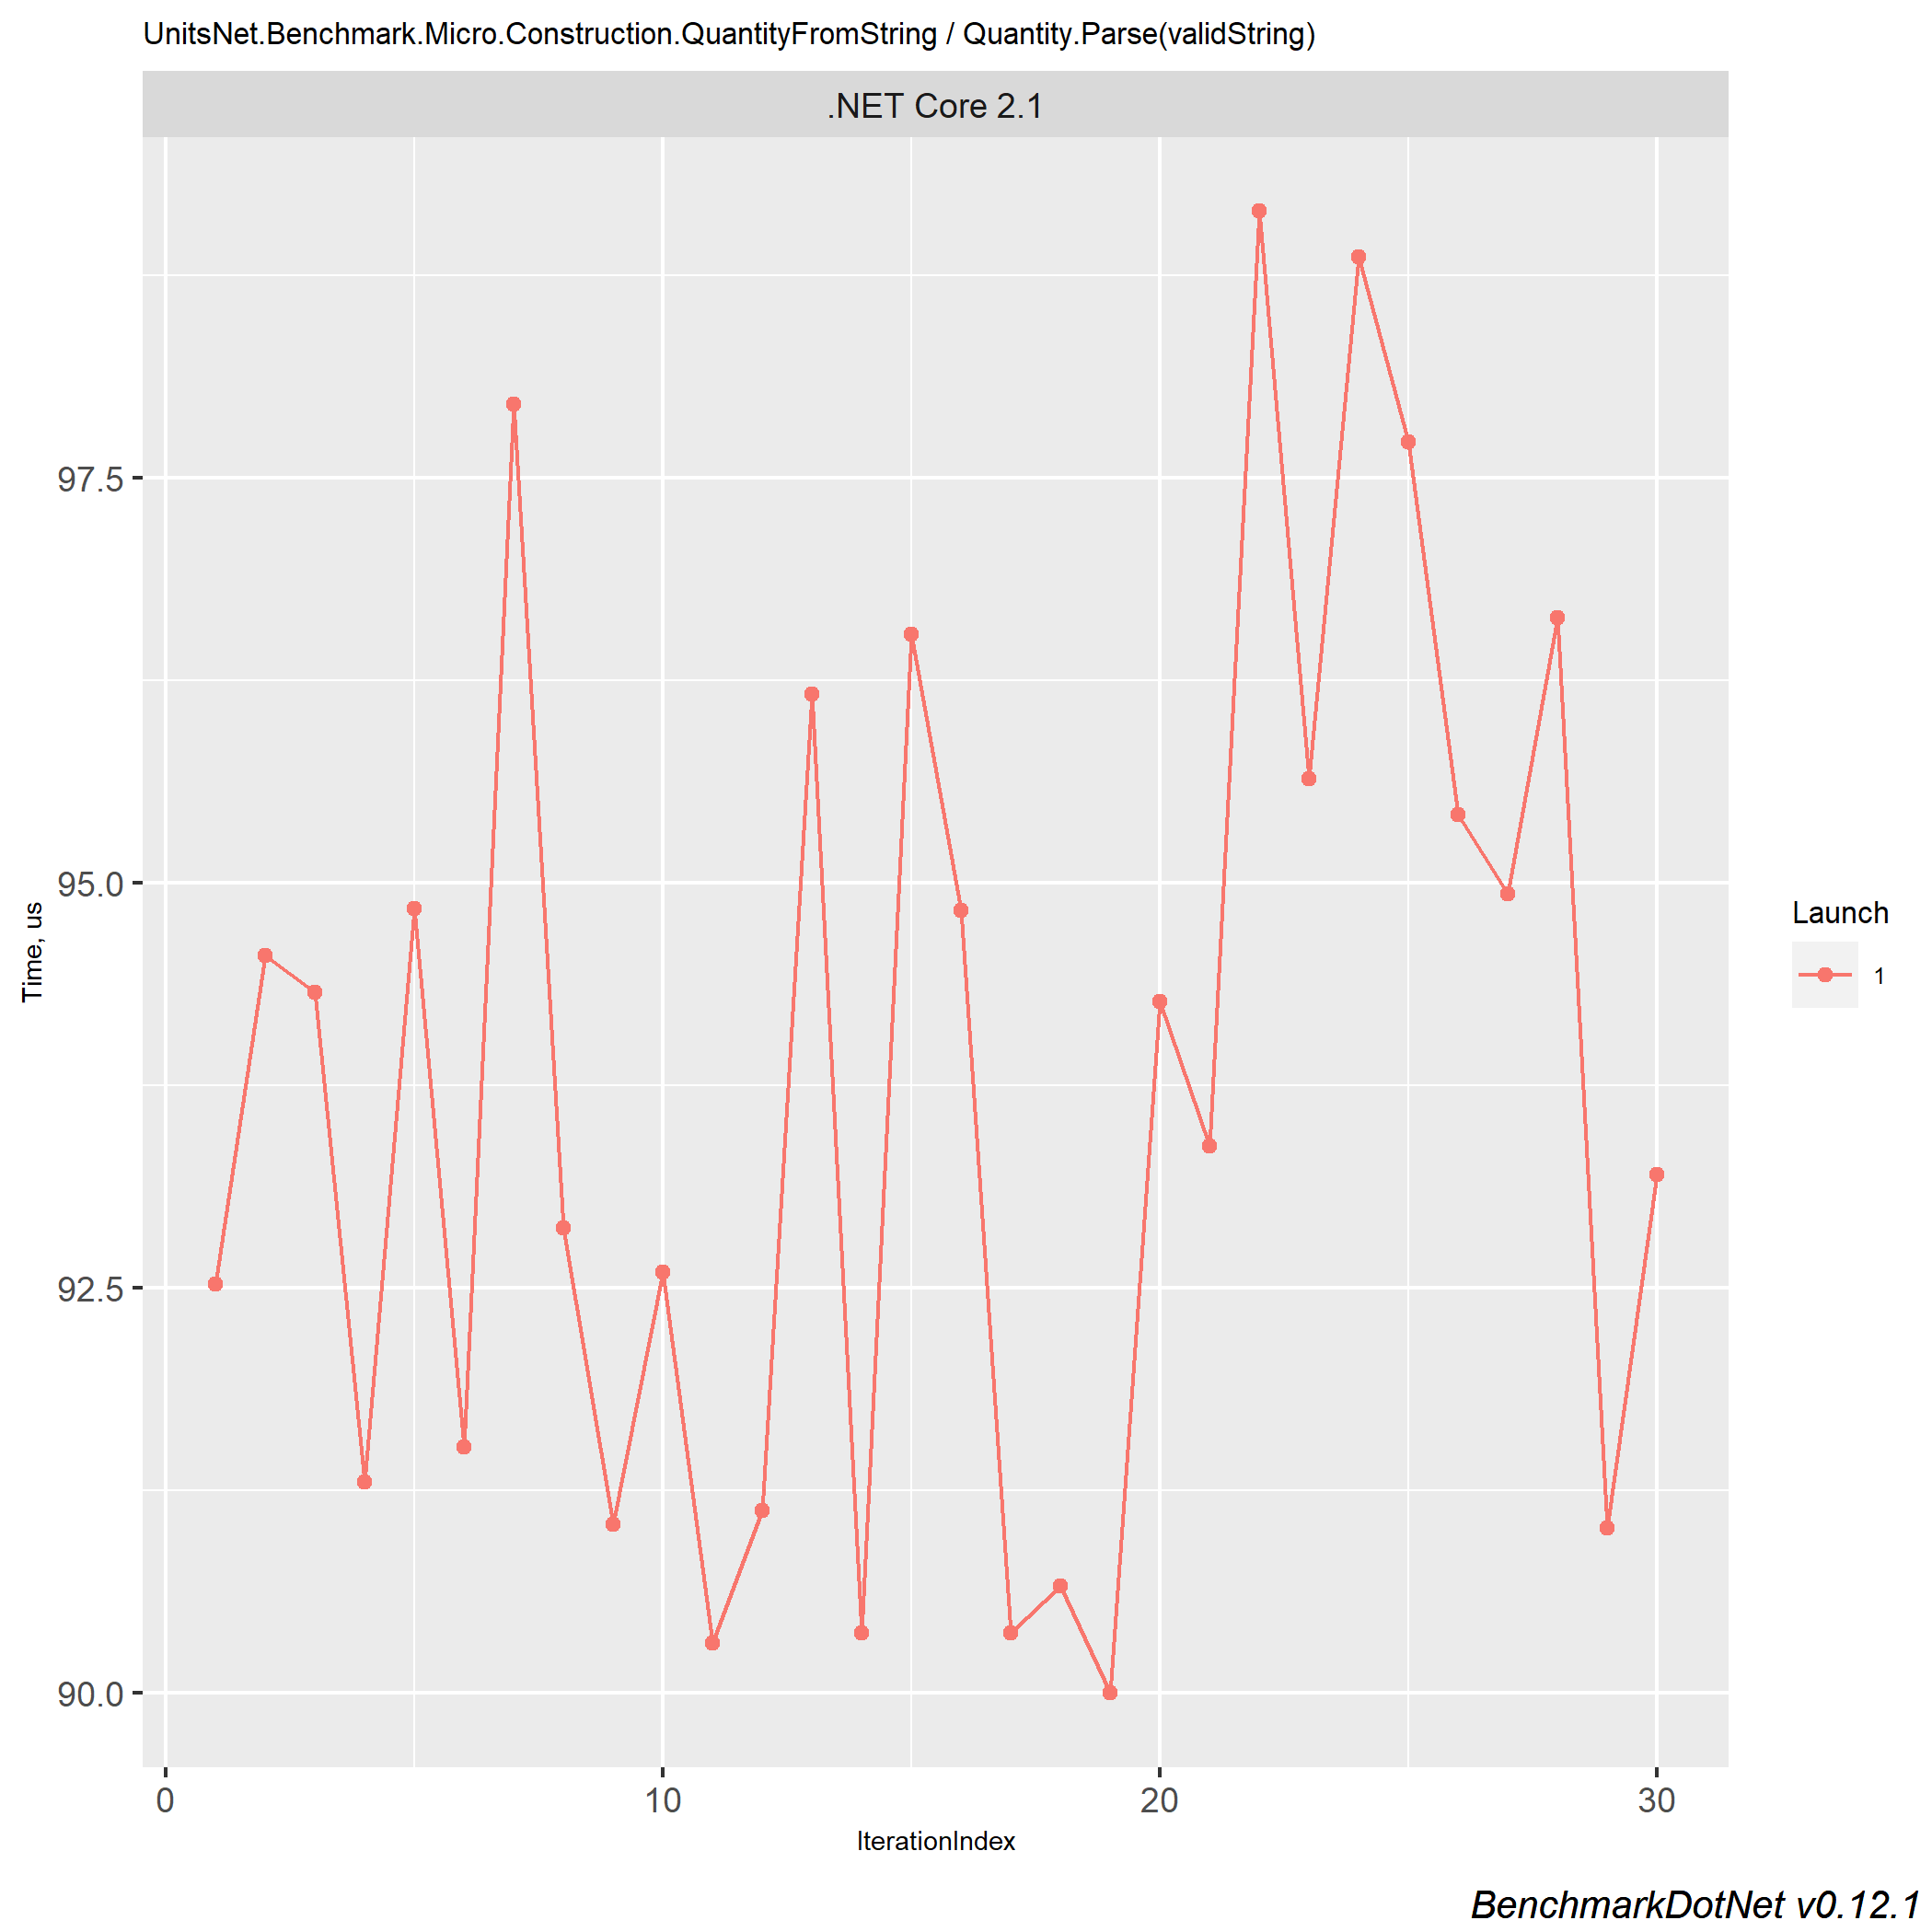 UnitsNet.Benchmark.Micro.Construction.QuantityFromString / Quantity.Parse(validString)
.NET Core 2.1
97.5
95.0
92.5
90.0
Time, us
0 10 20 30
IterationIndex
Launch
1
BenchmarkDotNet v0.12.1